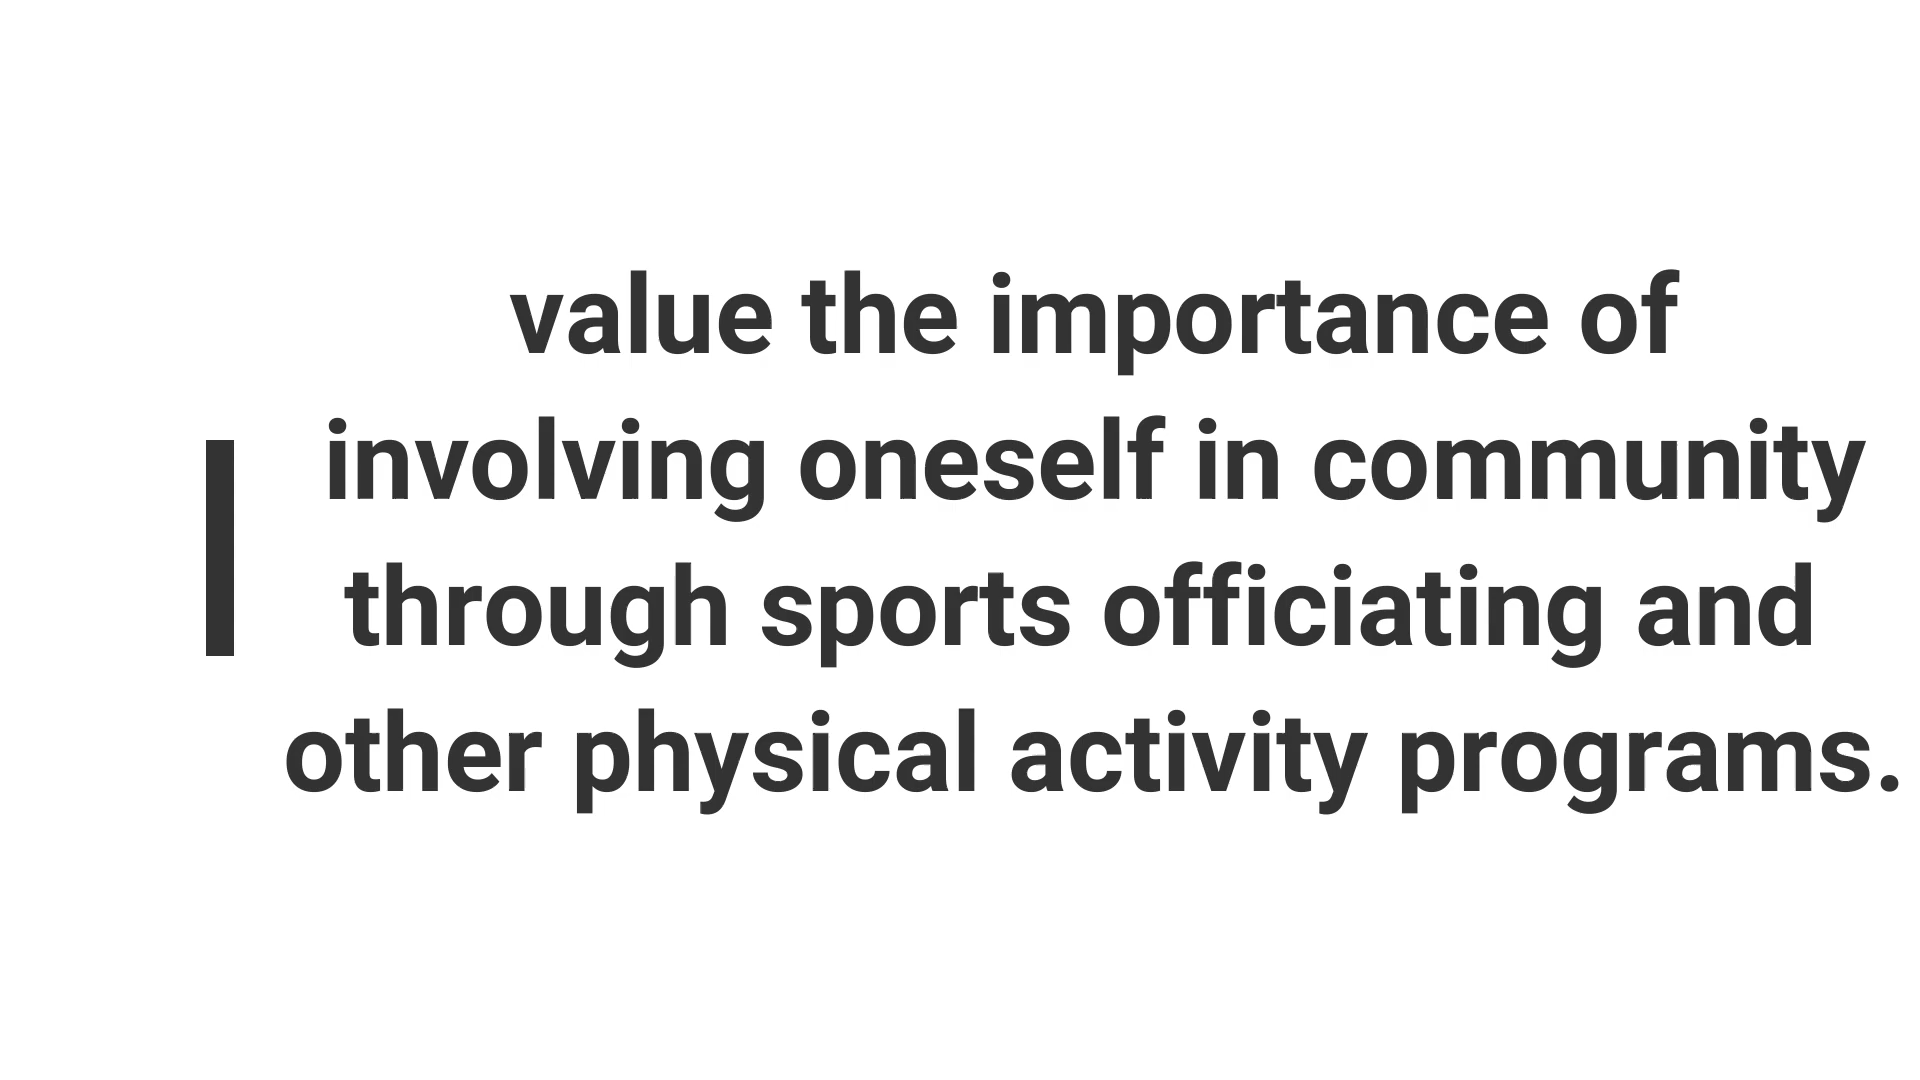 I
value the importance of
involving oneself in community
through sports officiating and
other physical activity programs.